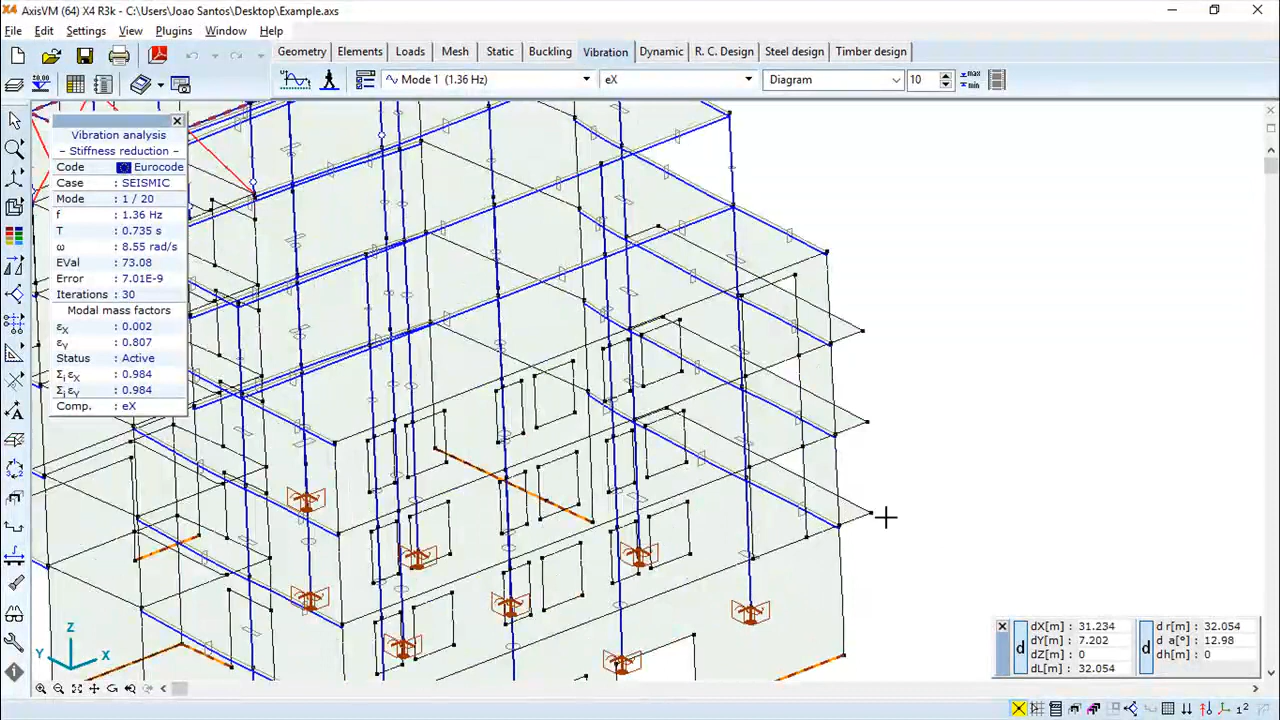 X4 AxisVM (64) X4 R3k - C:\Users\Joao Santos\Desktop\Example.axs
File Edit Settings View Plugins Window Help
Geometry Elements Loads Mesh Static Buckling Vibration Dynamic R. C. Design Steel design Timber design
Mode 1 (1.36 Hz) eX Diagram 10 max min
Vibration analysis
– Stiffness reduction –
Code : Eurocode
Case : SEISMIC
Mode : 1 / 20
f : 1.36 Hz
T : 0.735 s
ω : 8.55 rad/s
EVal : 73.08
Error : 7.01E-9
Iterations : 30
Modal mass factors
εX : 0.002
εY : 0.807
Status : Active
Σi εX : 0.984
Σi εY : 0.984
Comp. : eX
Z
Y X
dX[m] : 31.234 d r[m] : 32.054
dY[m] : 7.202 d a[°] : 12.98
dZ[m] : 0 dh[m] : 0
dL[m] : 32.054
d d